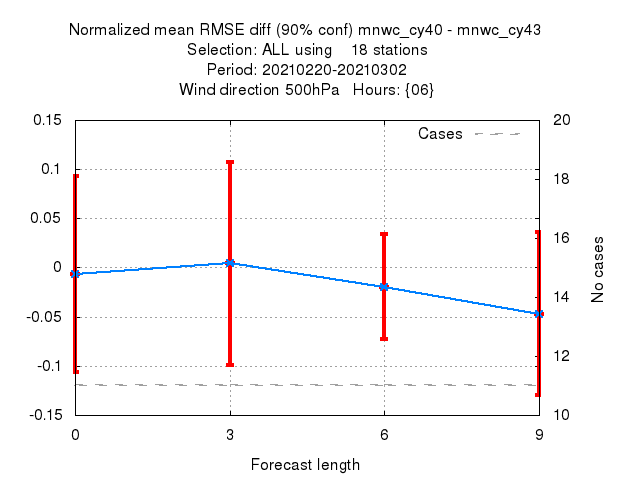 Normalized mean RMSE diff (90% conf) mnwc_cy40 - mnwc_cy43
Selection: ALL using    18 stations
Period: 20210220-20210302
Wind direction 500hPa   Hours: {06}
Cases
0.15
0.1
0.05
0
-0.05
-0.1
-0.15
20
18
16
14
12
10
No cases
0
3
6
9
Forecast length